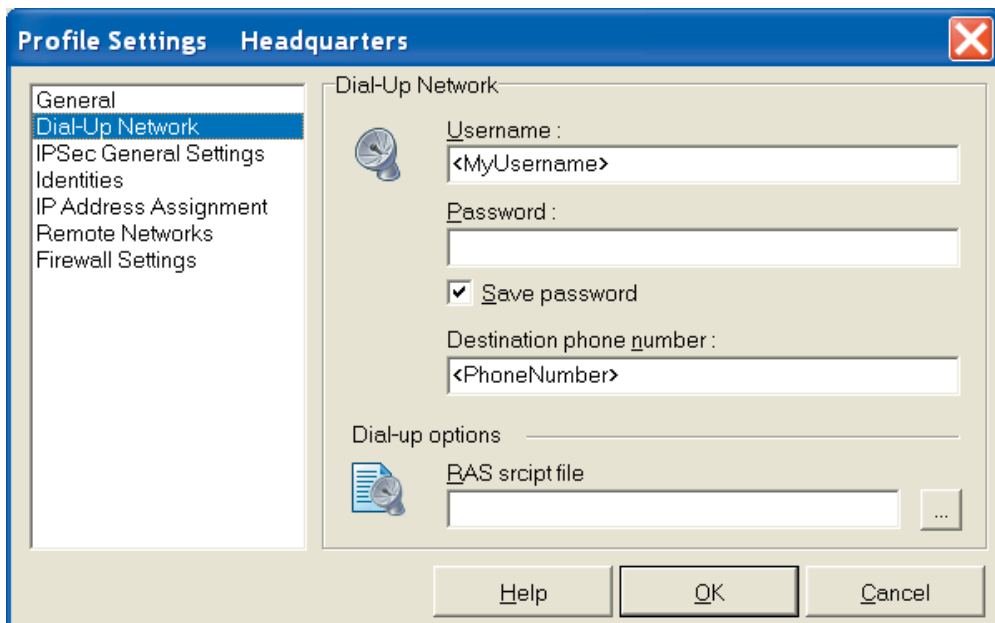 Profile Settings Headquarters
General
Dial-Up Network
IPSec General Settings
Identities
IP Address Assignment
Remote Networks
Firewall Settings
Dial-Up Network
Username :
<MyUsername>
Password :
Save password
Destination phone number :
<PhoneNumber>
Dial-up options
RAS srcipt file
...
Help
OK
Cancel